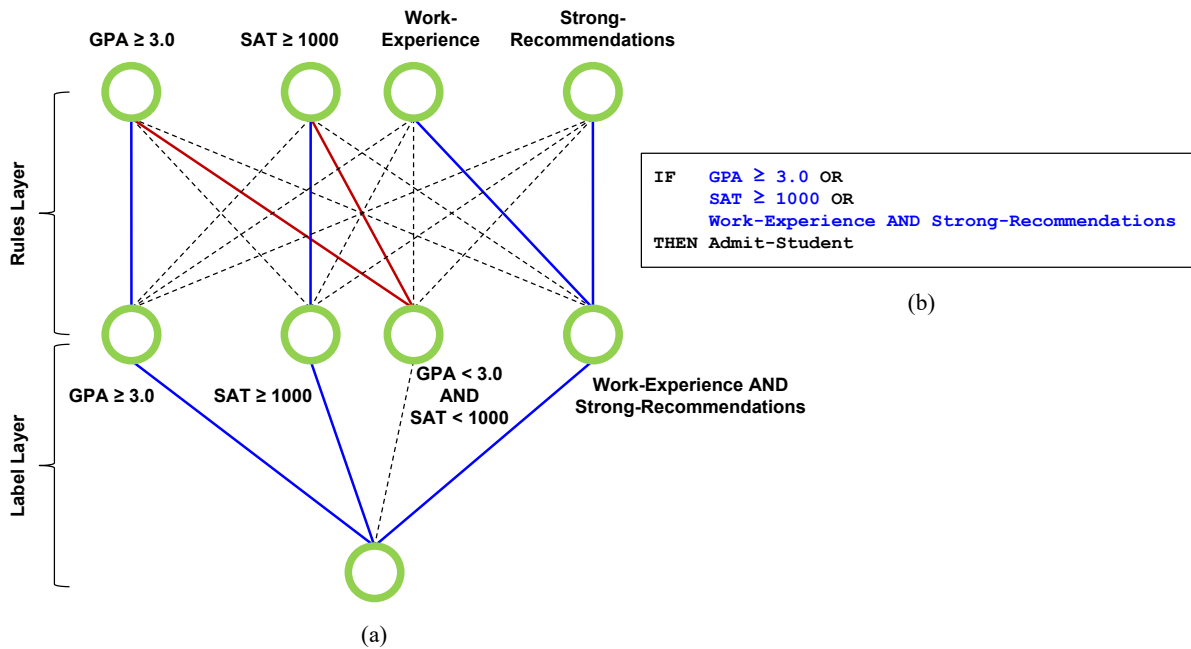 GPA ≥ 3.0
SAT ≥ 1000
Work-
Experience
Strong-
Recommendations
Rules Layer
Label Layer
GPA ≥ 3.0
SAT ≥ 1000
GPA < 3.0
AND
SAT < 1000
Work-Experience AND
Strong-Recommendations
(a)
IF GPA ≥ 3.0 OR
SAT ≥ 1000 OR
Work-Experience AND Strong-Recommendations
THEN Admit-Student
(b)